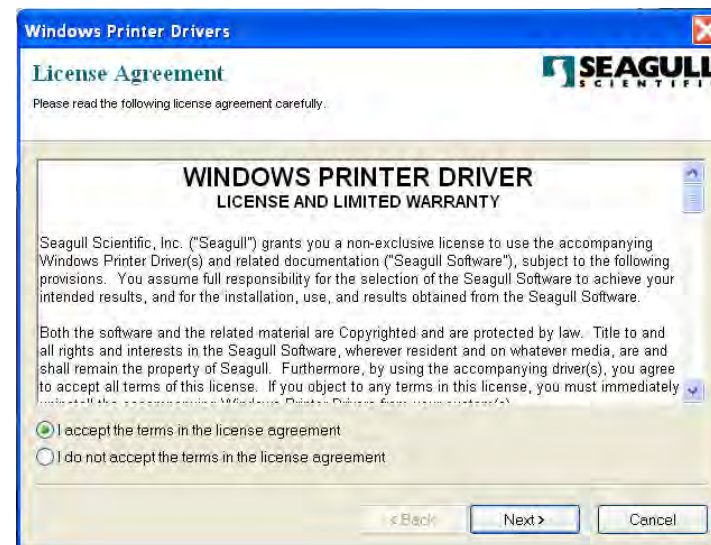 Windows Printer Drivers
License Agreement
SEAGULL
SCIENTIFI
Please read the following license agreement carefully.
WINDOWS PRINTER DRIVER
LICENSE AND LIMITED WARRANTY
Seagull Scientific, Inc. ("Seagull") grants you a non-exclusive license to use the accompanying
Windows Printer Driver(s) and related documentation ("Seagull Software"), subject to the following
provisions. You assume full responsibility for the selection of the Seagull Software to achieve your
intended results, and for the installation, use, and results obtained from the Seagull Software.
Both the software and the related material are Copyrighted and are protected by law. Title to and
all rights and interests in the Seagull Software, wherever resident and on whatever media, are and
shall remain the property of Seagull. Furthermore, by using the accompanying driver(s), you agree
to accept all terms of this license. If you object to any terms in this license, you must immediately
I accept the terms in the license agreement
I do not accept the terms in the license agreement
< Back
Next >
Cancel